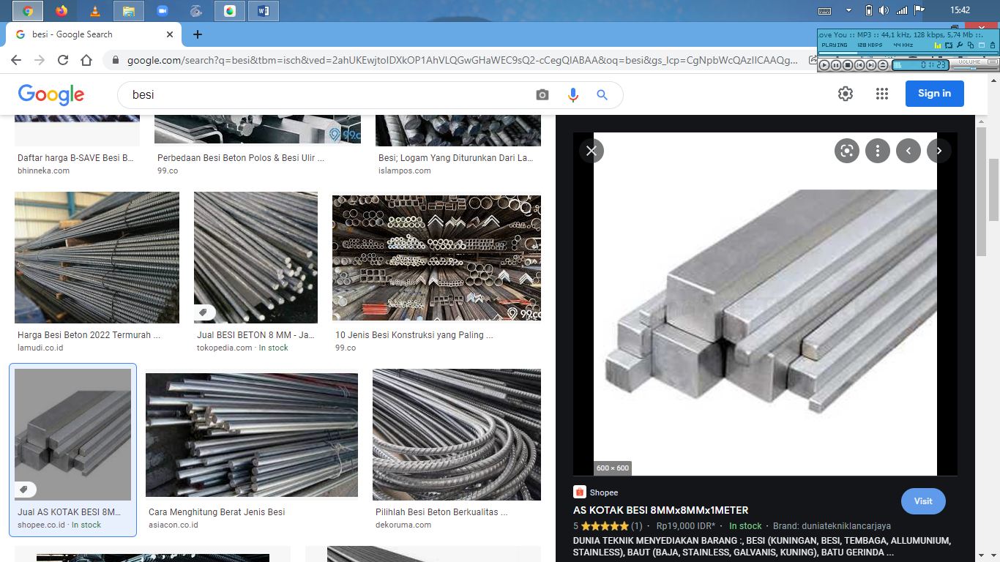 15:42
besi - Google Search
ove You :: MP3 :: 44,1 kHz, 128 kbps, 5,74 Mb ::.
PLAYING 128 KBPS 44 KHZ
google.com/search?q=besi&tbm=isch&ved=2ahUKEwjtoIDXkOP1AhVLQGwGHaWEC9sQ2-cCegQIABAA&oq=besi&gs_lcp=CgNpbWcQAzIICAAQg...
01:23
VOLUME
Google
besi
Sign in
99.c
Daftar harga B-SAVE Besi B...
Perbedaan Besi Beton Polos & Besi Ulir ...
Besi; Logam Yang Diturunkan Dari La...
bhinneka.com
99.co
islampos.com
99.co
Harga Besi Beton 2022 Termurah ...
Jual BESI BETON 8 MM - Ja...
10 Jenis Besi Konstruksi yang Paling ...
lamudi.co.id
tokopedia.com · In stock
99.co
600 × 600
Jual AS KOTAK BESI 8M...
Cara Menghitung Berat Jenis Besi
Pilihlah Besi Beton Berkualitas ...
shopee.co.id · In stock
asiacon.co.id
dekoruma.com
Shopee
AS KOTAK BESI 8MMx8MMx1METER
Visit
5 ★★★★★ (1) · Rp19,000 IDR* · In stock · Brand: duniatekniklancarjaya
DUNIA TEKNIK MENYEDIAKAN BARANG :, BESI (KUNINGAN, BESI, TEMBAGA, ALLUMUNIUM,
STAINLESS), BAUT (BAJA, STAINLESS, GALVANIS, KUNING), BATU GERINDA ...